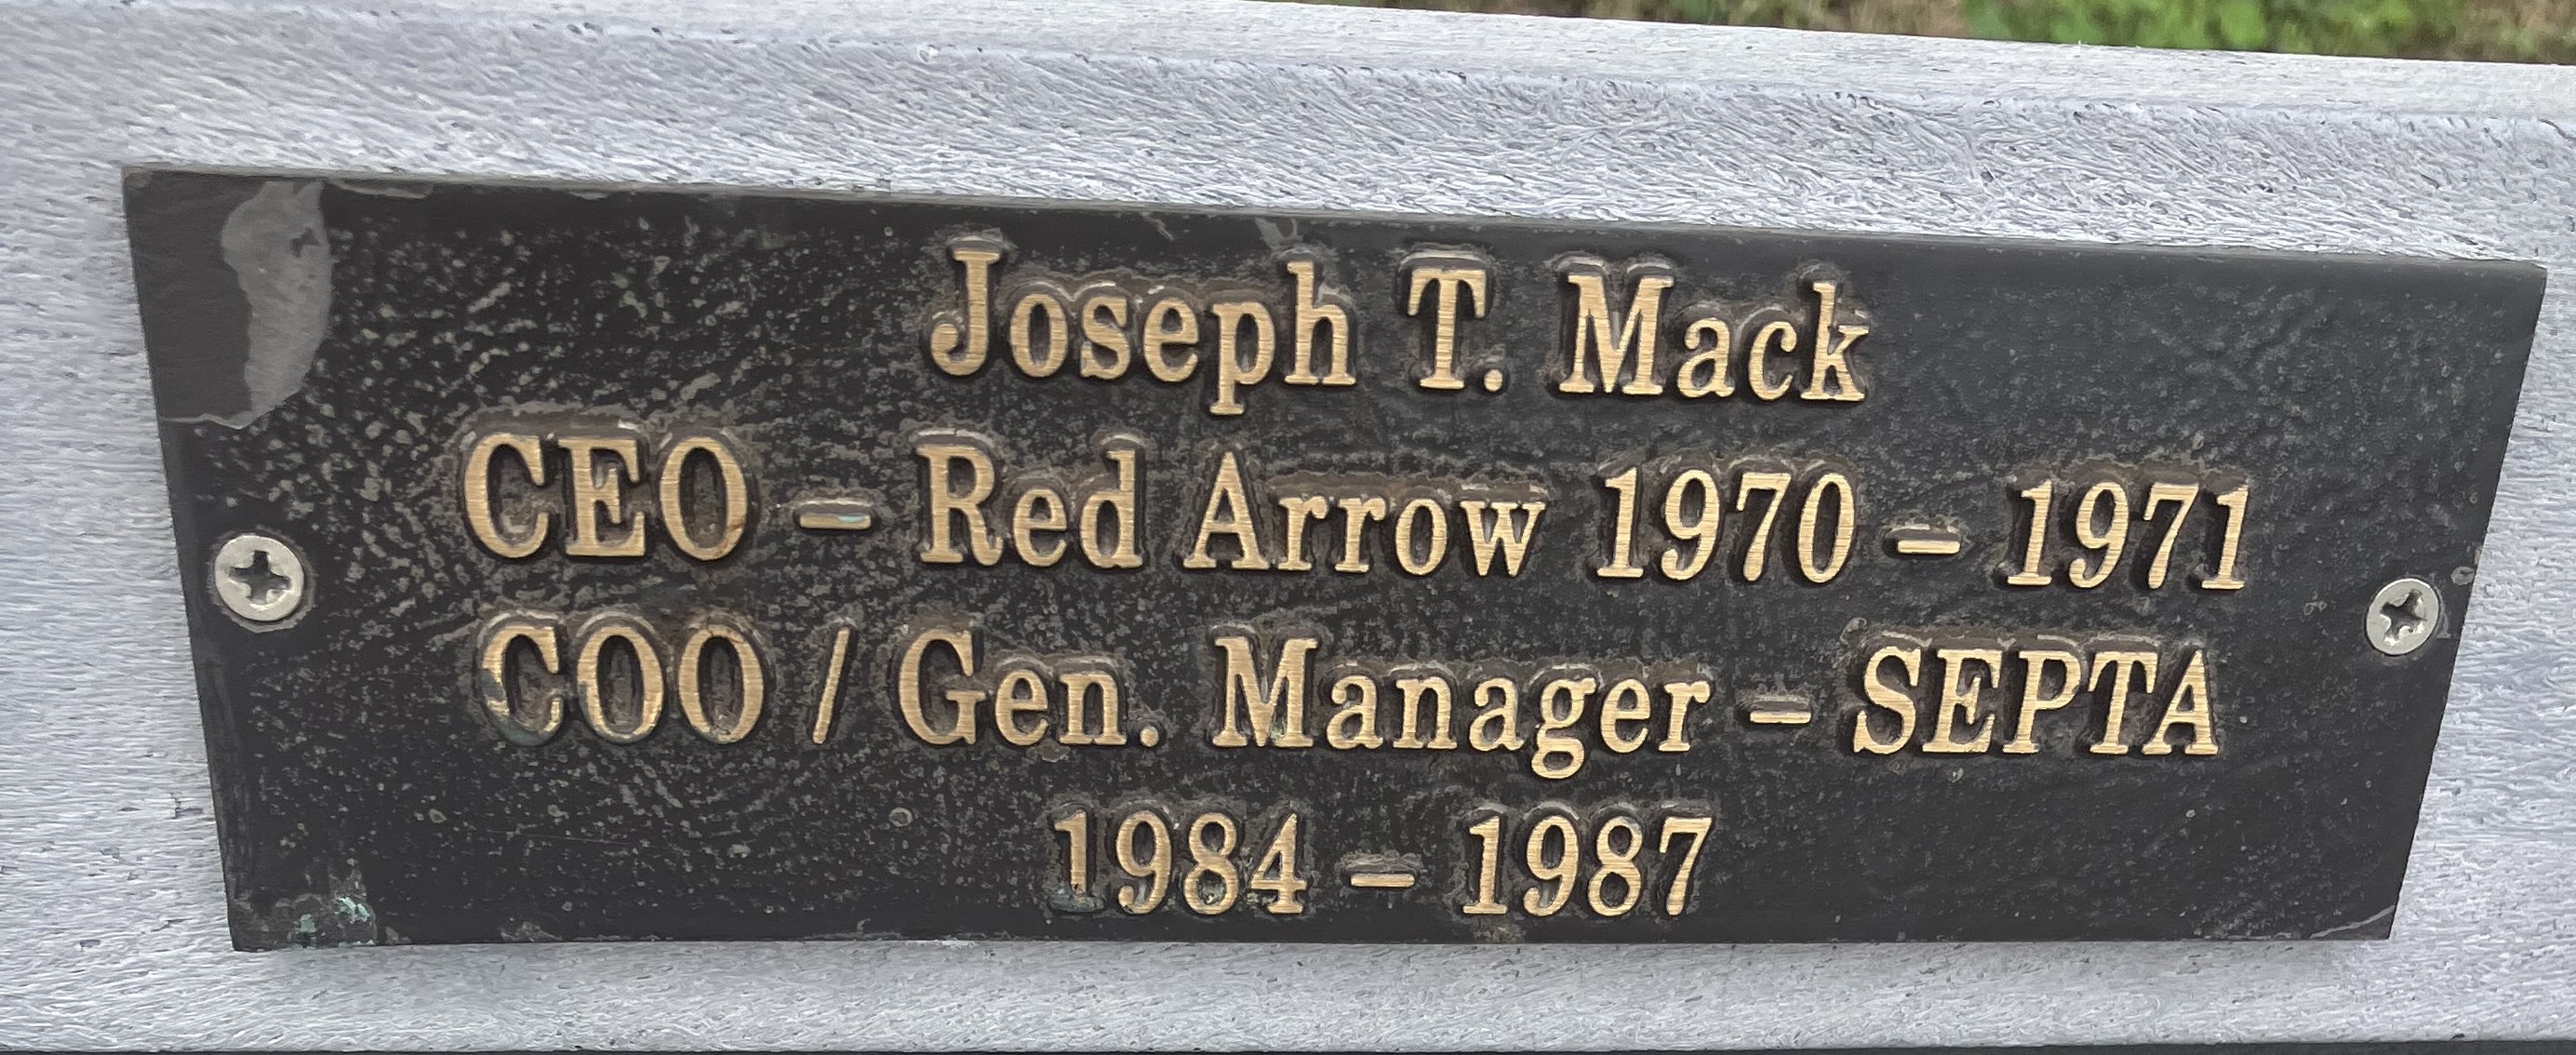 Joseph T. Mack
CEO – Red Arrow 1970 – 1971
COO / Gen. Manager – SEPTA
1984 – 1987